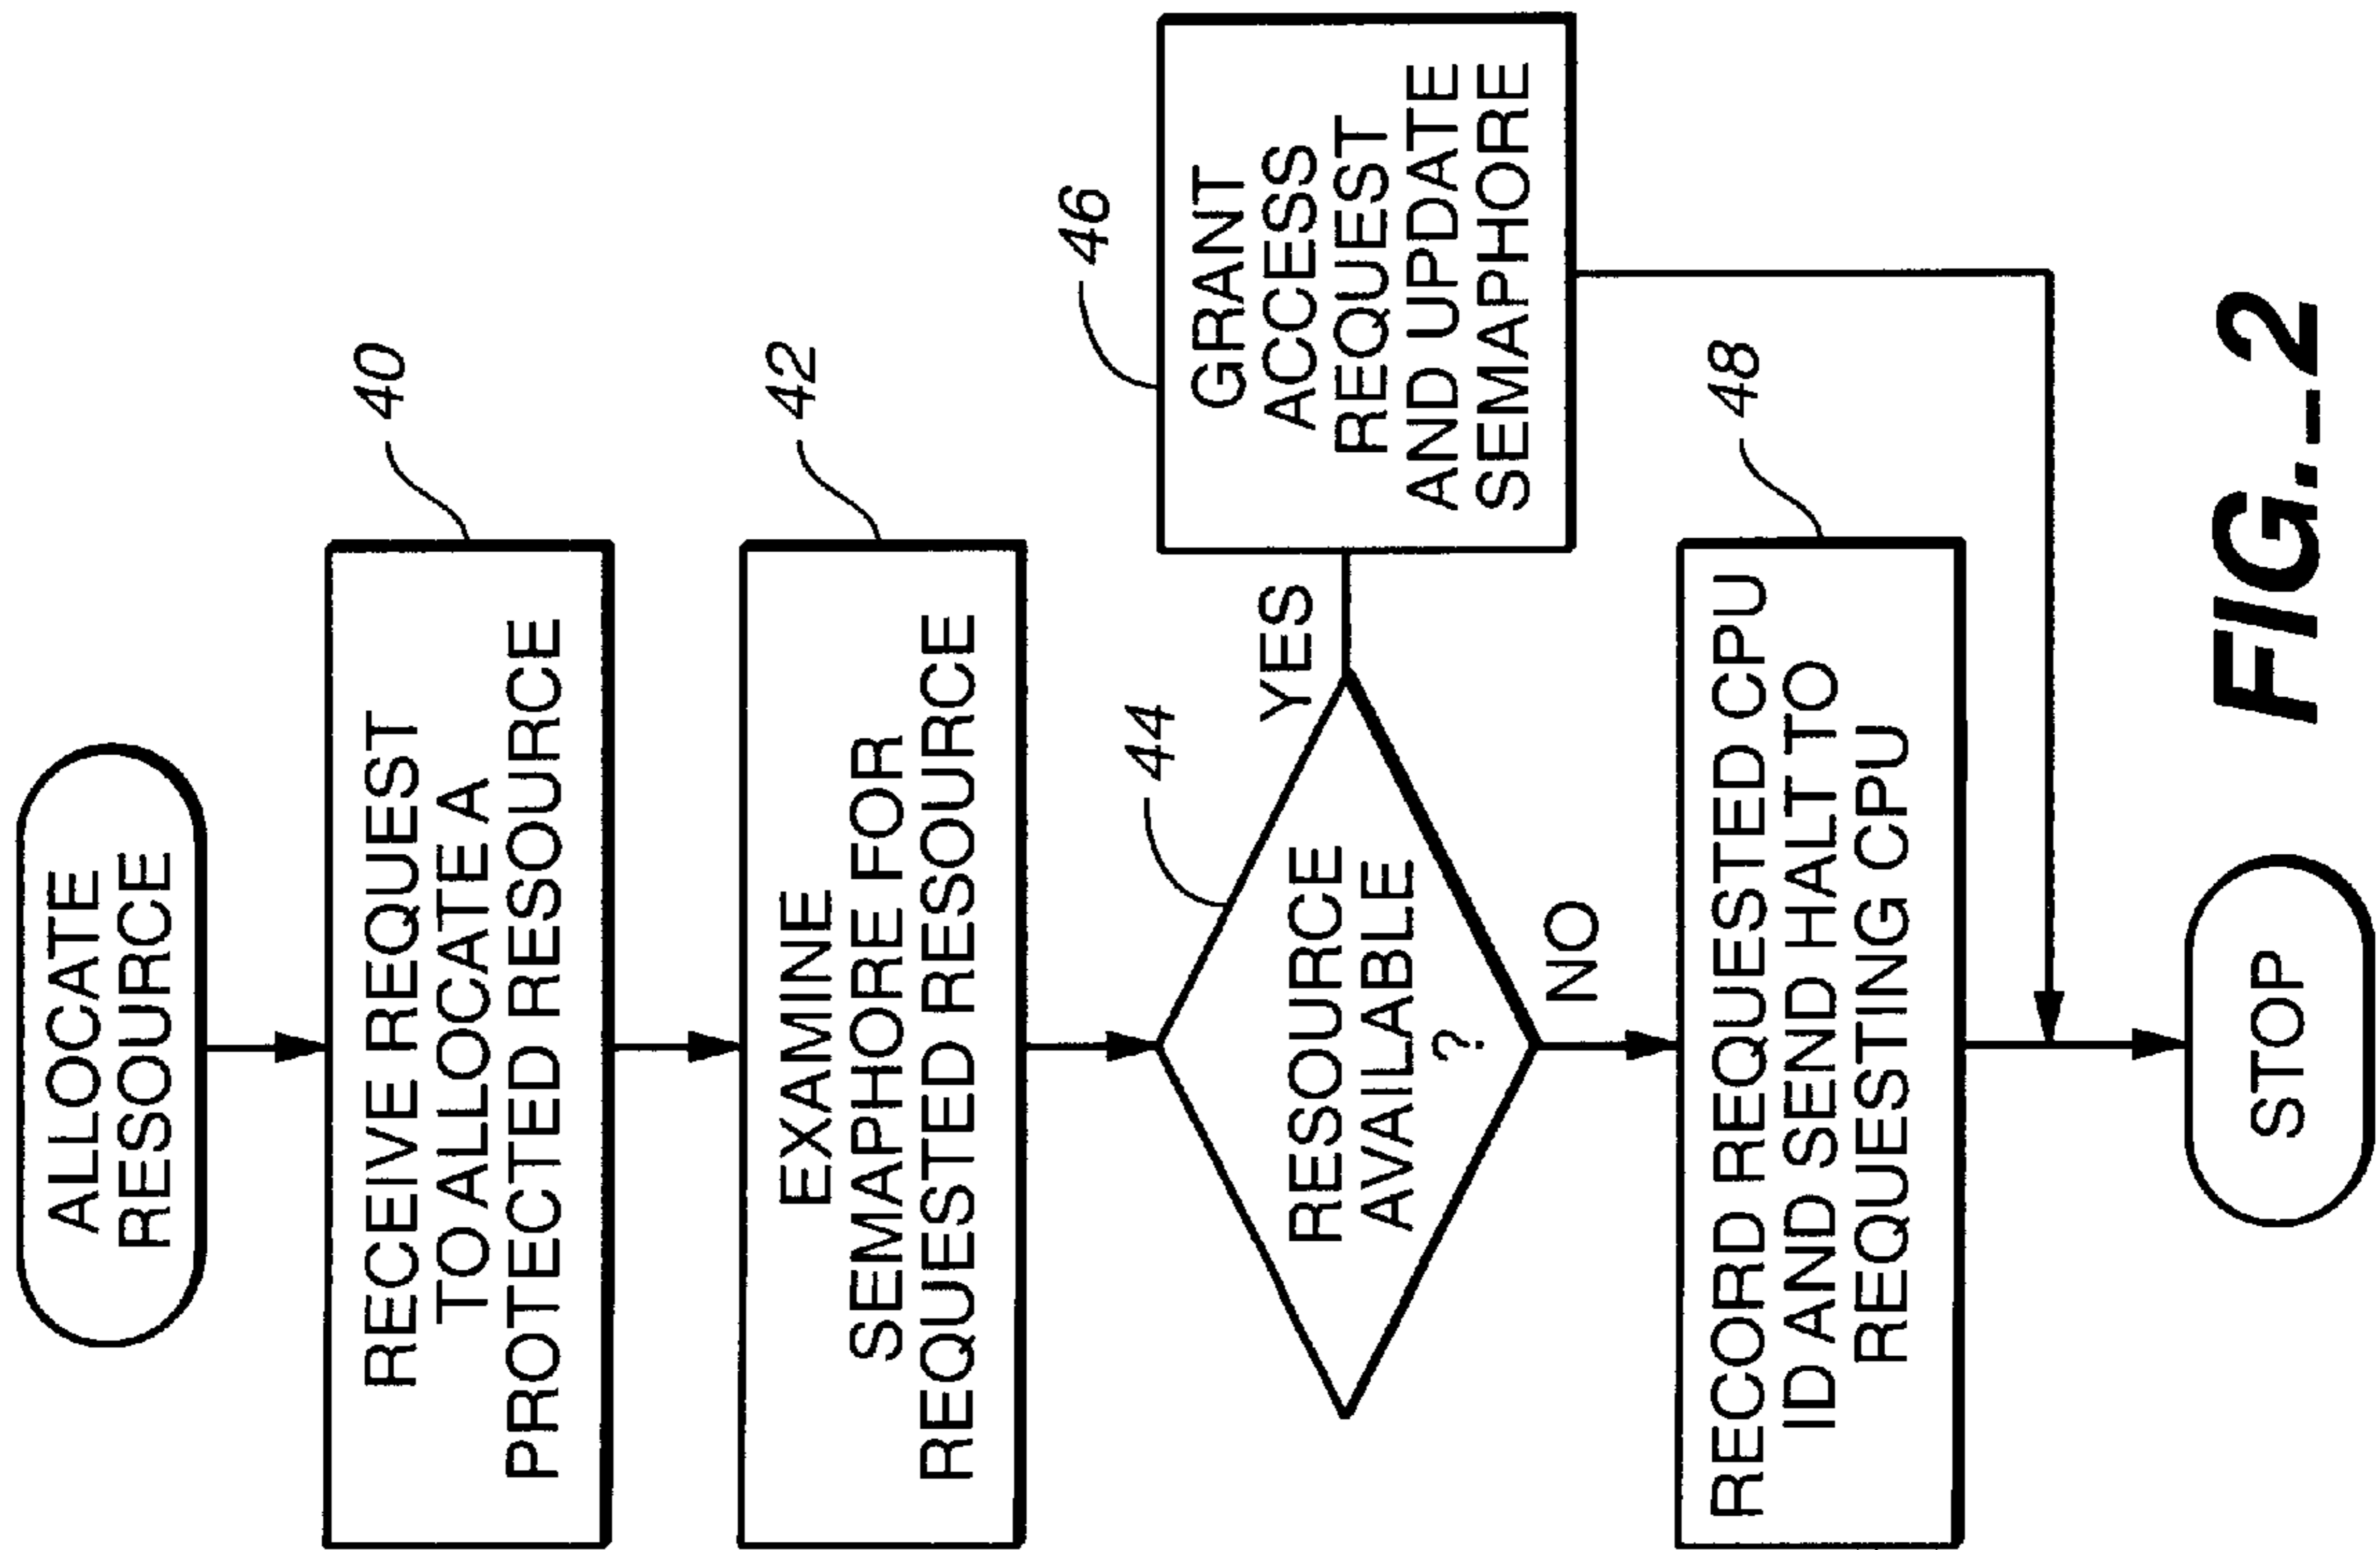 ALLOCATE
RESOURCE
40
RECEIVE REQUEST
TO ALLOCATE A
PROTECTED RESOURCE
42
EXAMINE
SEMAPHORE FOR
REQUESTED RESOURCE
44
RESOURCE
AVAILABLE
?
YES
46
GRANT
ACCESS
REQUEST
AND UPDATE
SEMAPHORE
NO
48
RECORD REQUESTED CPU
ID AND SEND HALT TO
REQUESTING CPU
STOP
FIG._2